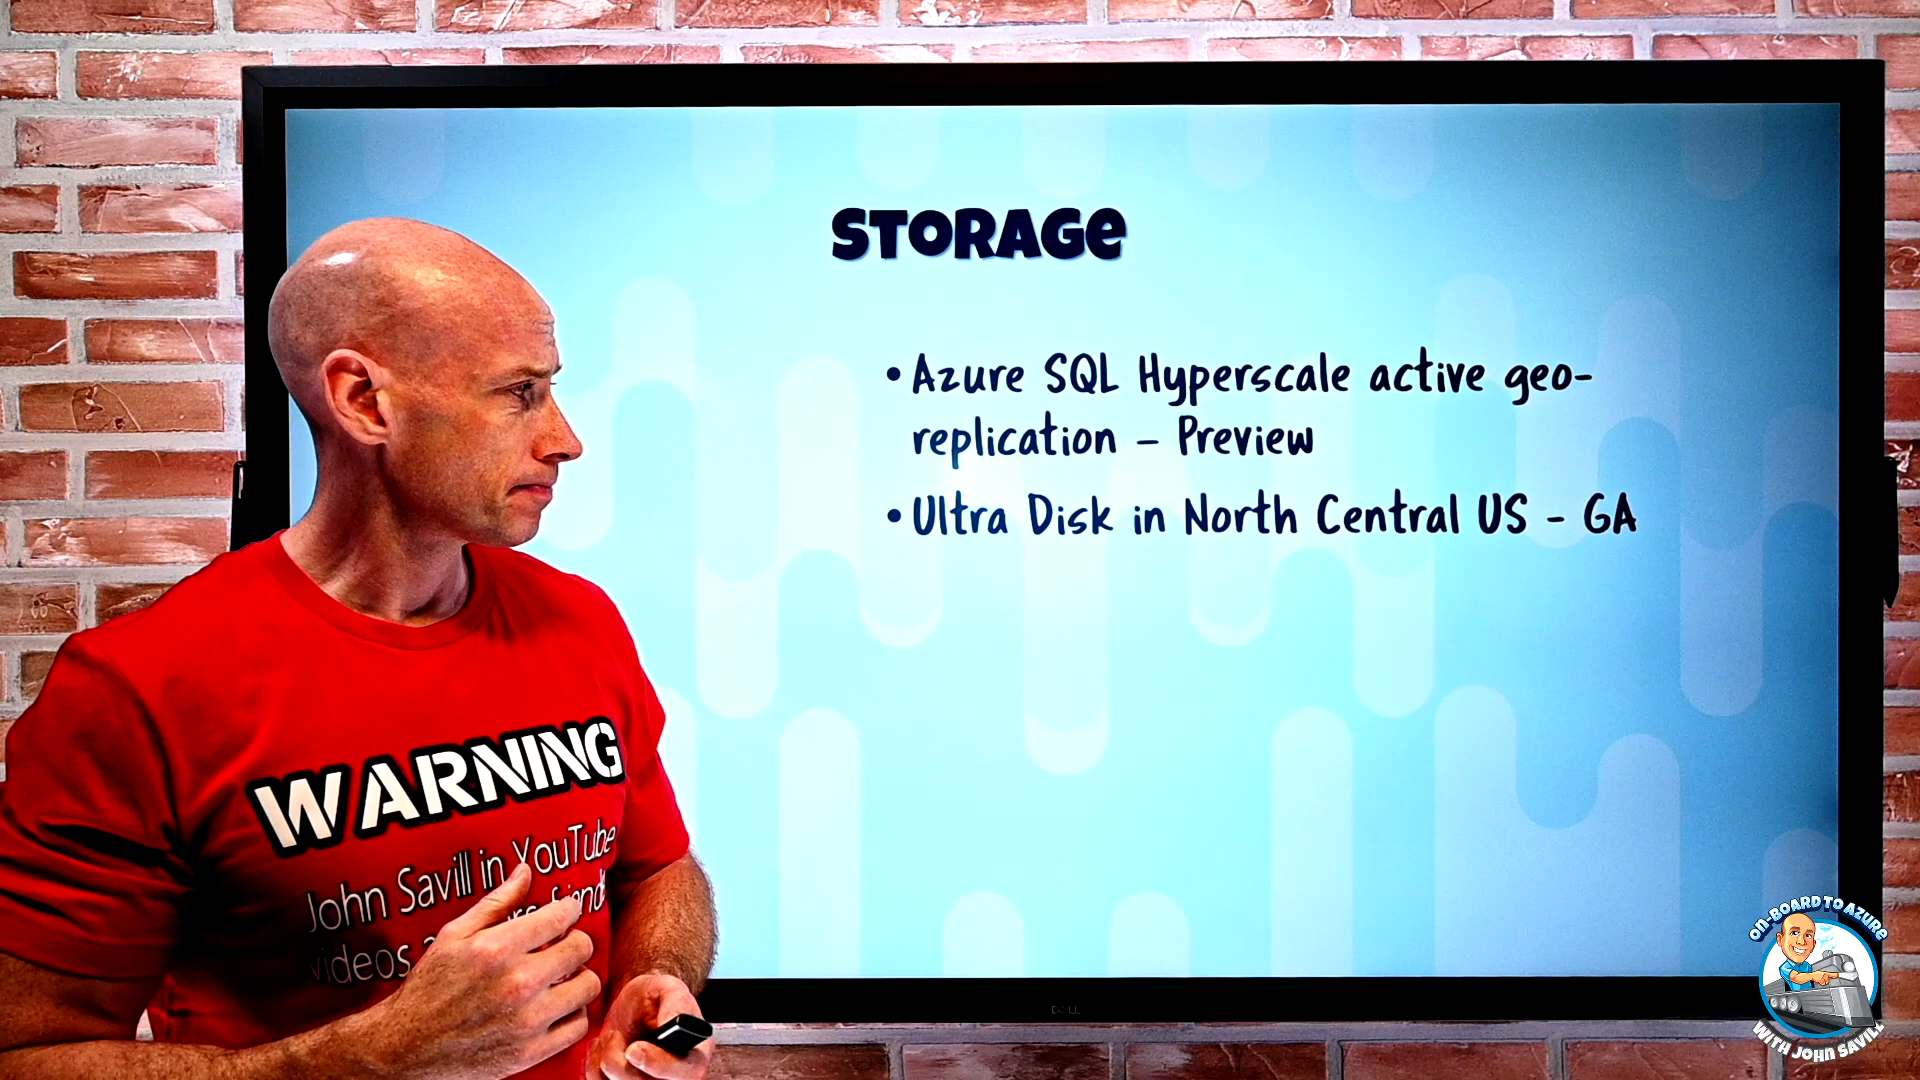 STORAGE
•Azure SQL Hyperscale active geo-
replication – Preview
•Ultra Disk in North Central US - GA
WARNING
John Savill in YouTube
videos
DELL
ON-BOARD TO AZURE
WITH JOHN SAVILL